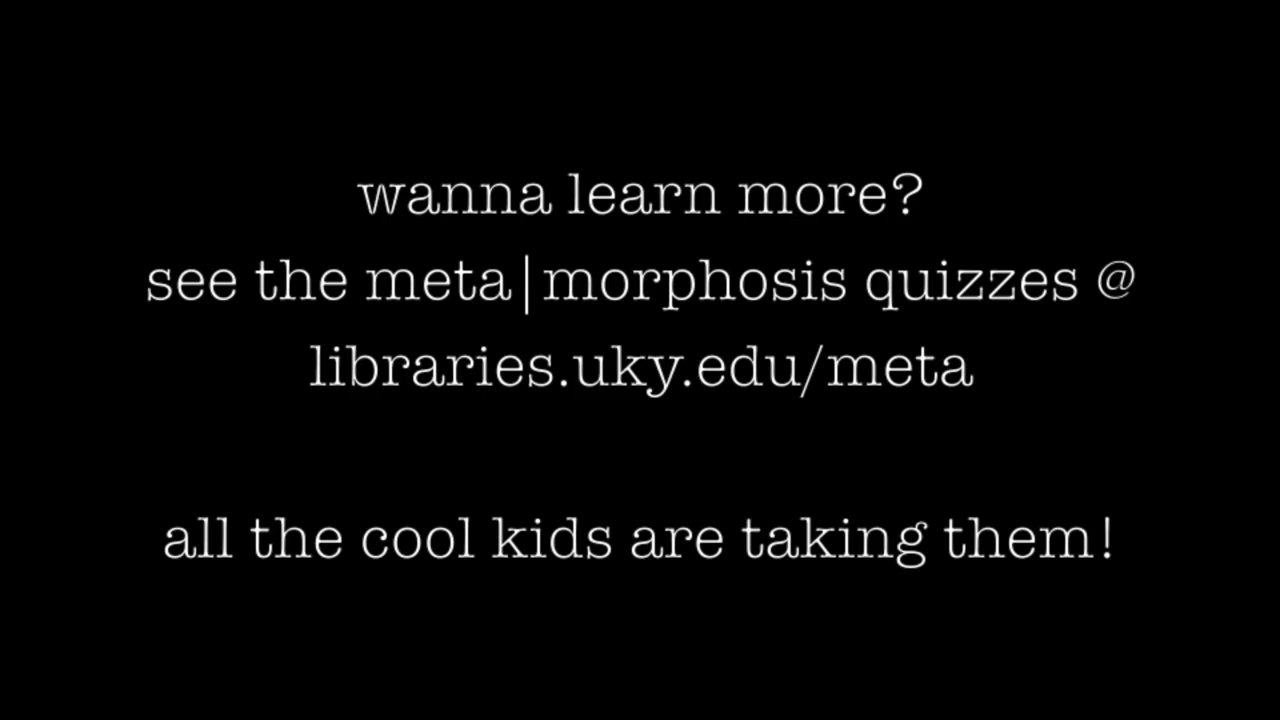 wanna learn more?
see the meta|morphosis quizzes @
libraries.uky.edu/meta
all the cool kids are taking them!